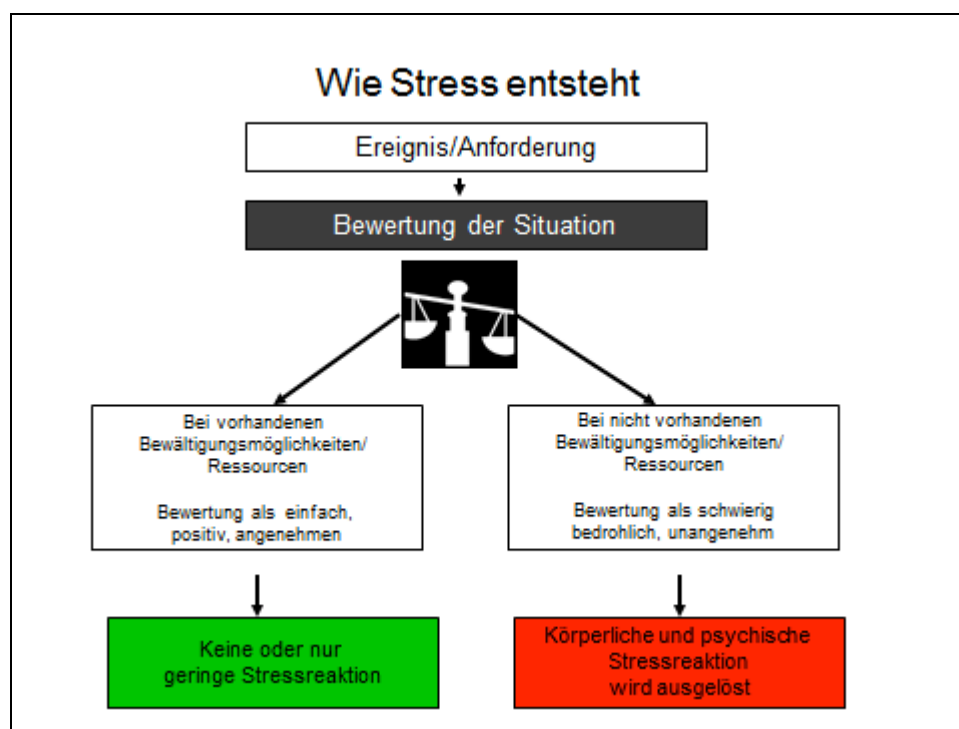 Wie Stress entsteht
Ereignis/Anforderung
Bewertung der Situation
Bei vorhandenen
Bewältigungsmöglichkeiten/
Ressourcen
Bewertung als einfach,
positiv, angenehmen
Bei nicht vorhandenen
Bewältigungsmöglichkeiten/
Ressourcen
Bewertung als schwierig
bedrohlich, unangenehm
Keine oder nur
geringe Stressreaktion
Körperliche und psychische
Stressreaktion
wird ausgelöst